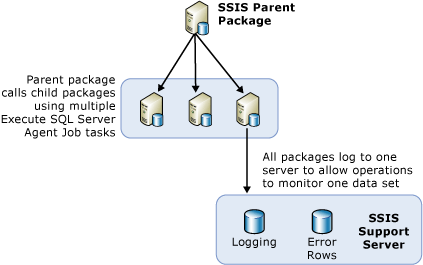 SSIS Parent
Package
Parent package
calls child packages
using multiple
Execute SQL Server
Agent Job tasks
All packages log to one
server to allow operations
to monitor one data set
Logging
Error
Rows
SSIS
Support
Server